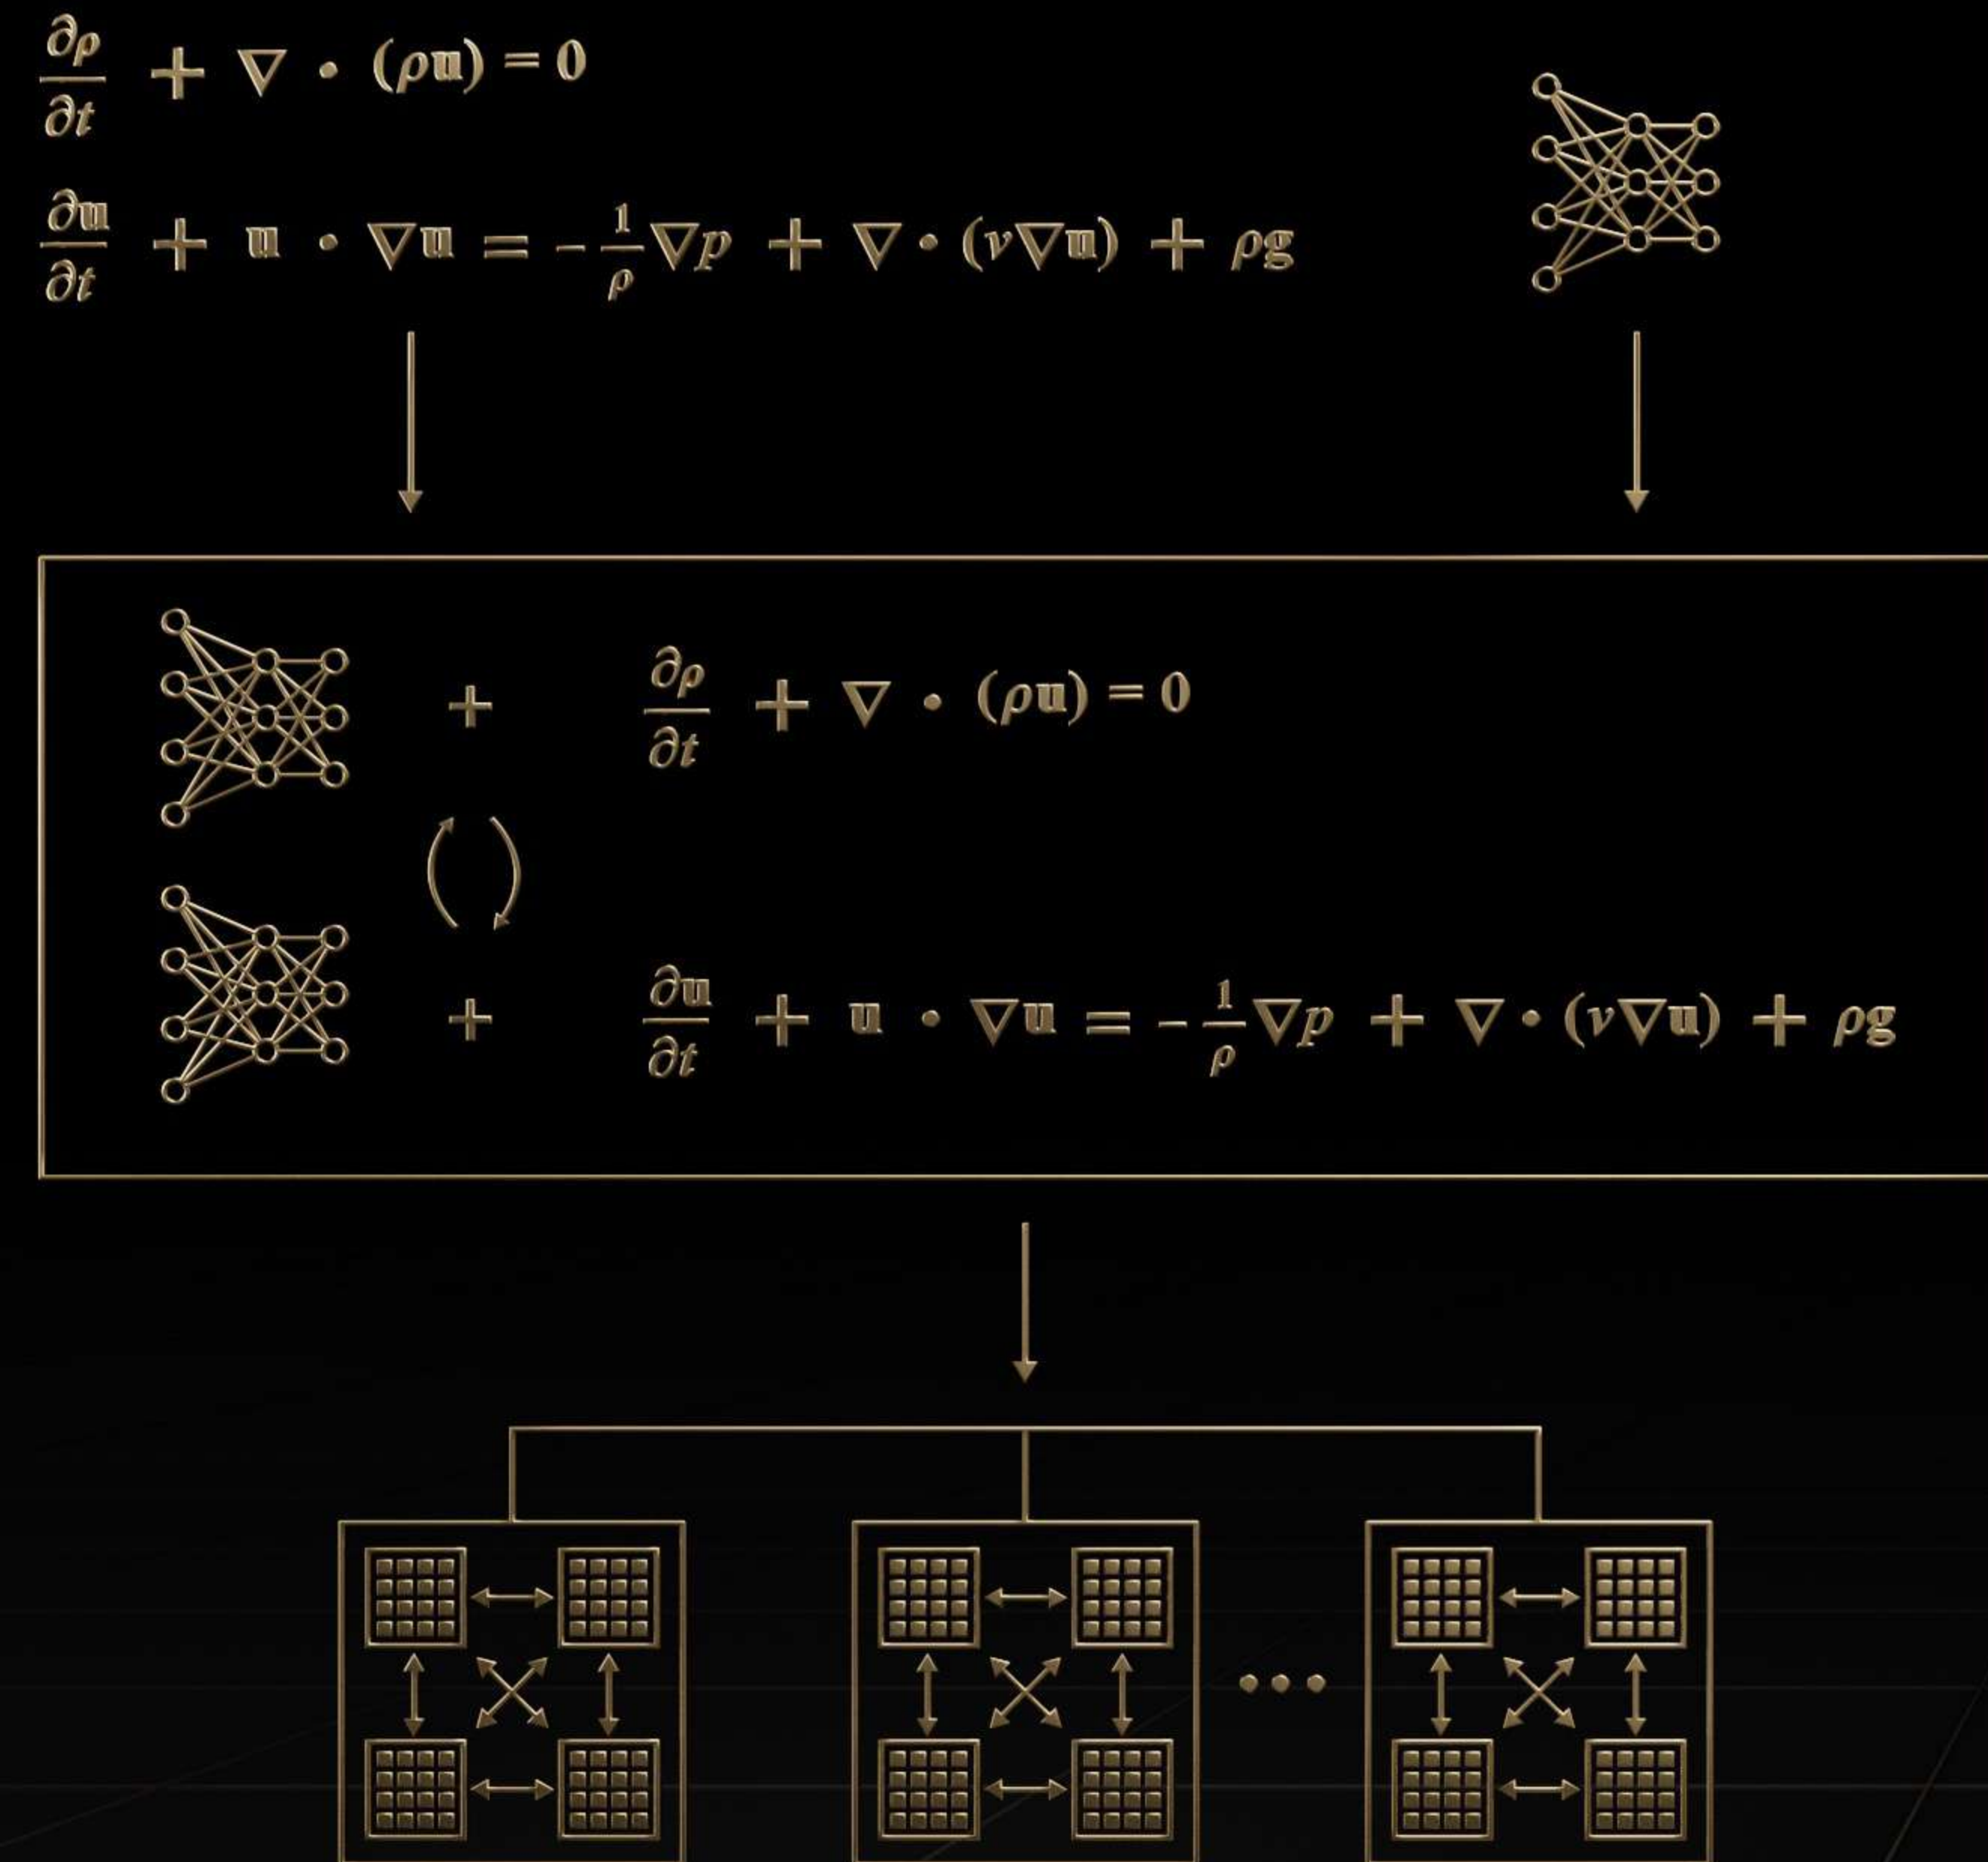 ∂ρ/∂t + ∇ · (ρu) = 0
∂u/∂t + u · ∇u = - 1/ρ ∇p + ∇ · (ν∇u) + ρg
+ ∂ρ/∂t + ∇ · (ρu) = 0
+ ∂u/∂t + u · ∇u = - 1/ρ ∇p + ∇ · (ν∇u) + ρg